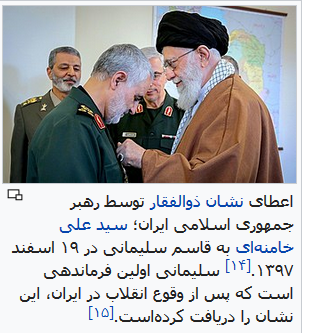 اعطای نشان ذوالفقار توسط رهبر
جمهوری اسلامی ایران؛ سید علی
خامنه‌ای به قاسم سلیمانی در ۱۹ اسفند
۱۳۹۷.[۱۴] سلیمانی اولین فرماندهی
است که پس از وقوع انقلاب در ایران، این
نشان را دریافت کرده‌است.[۱۵]